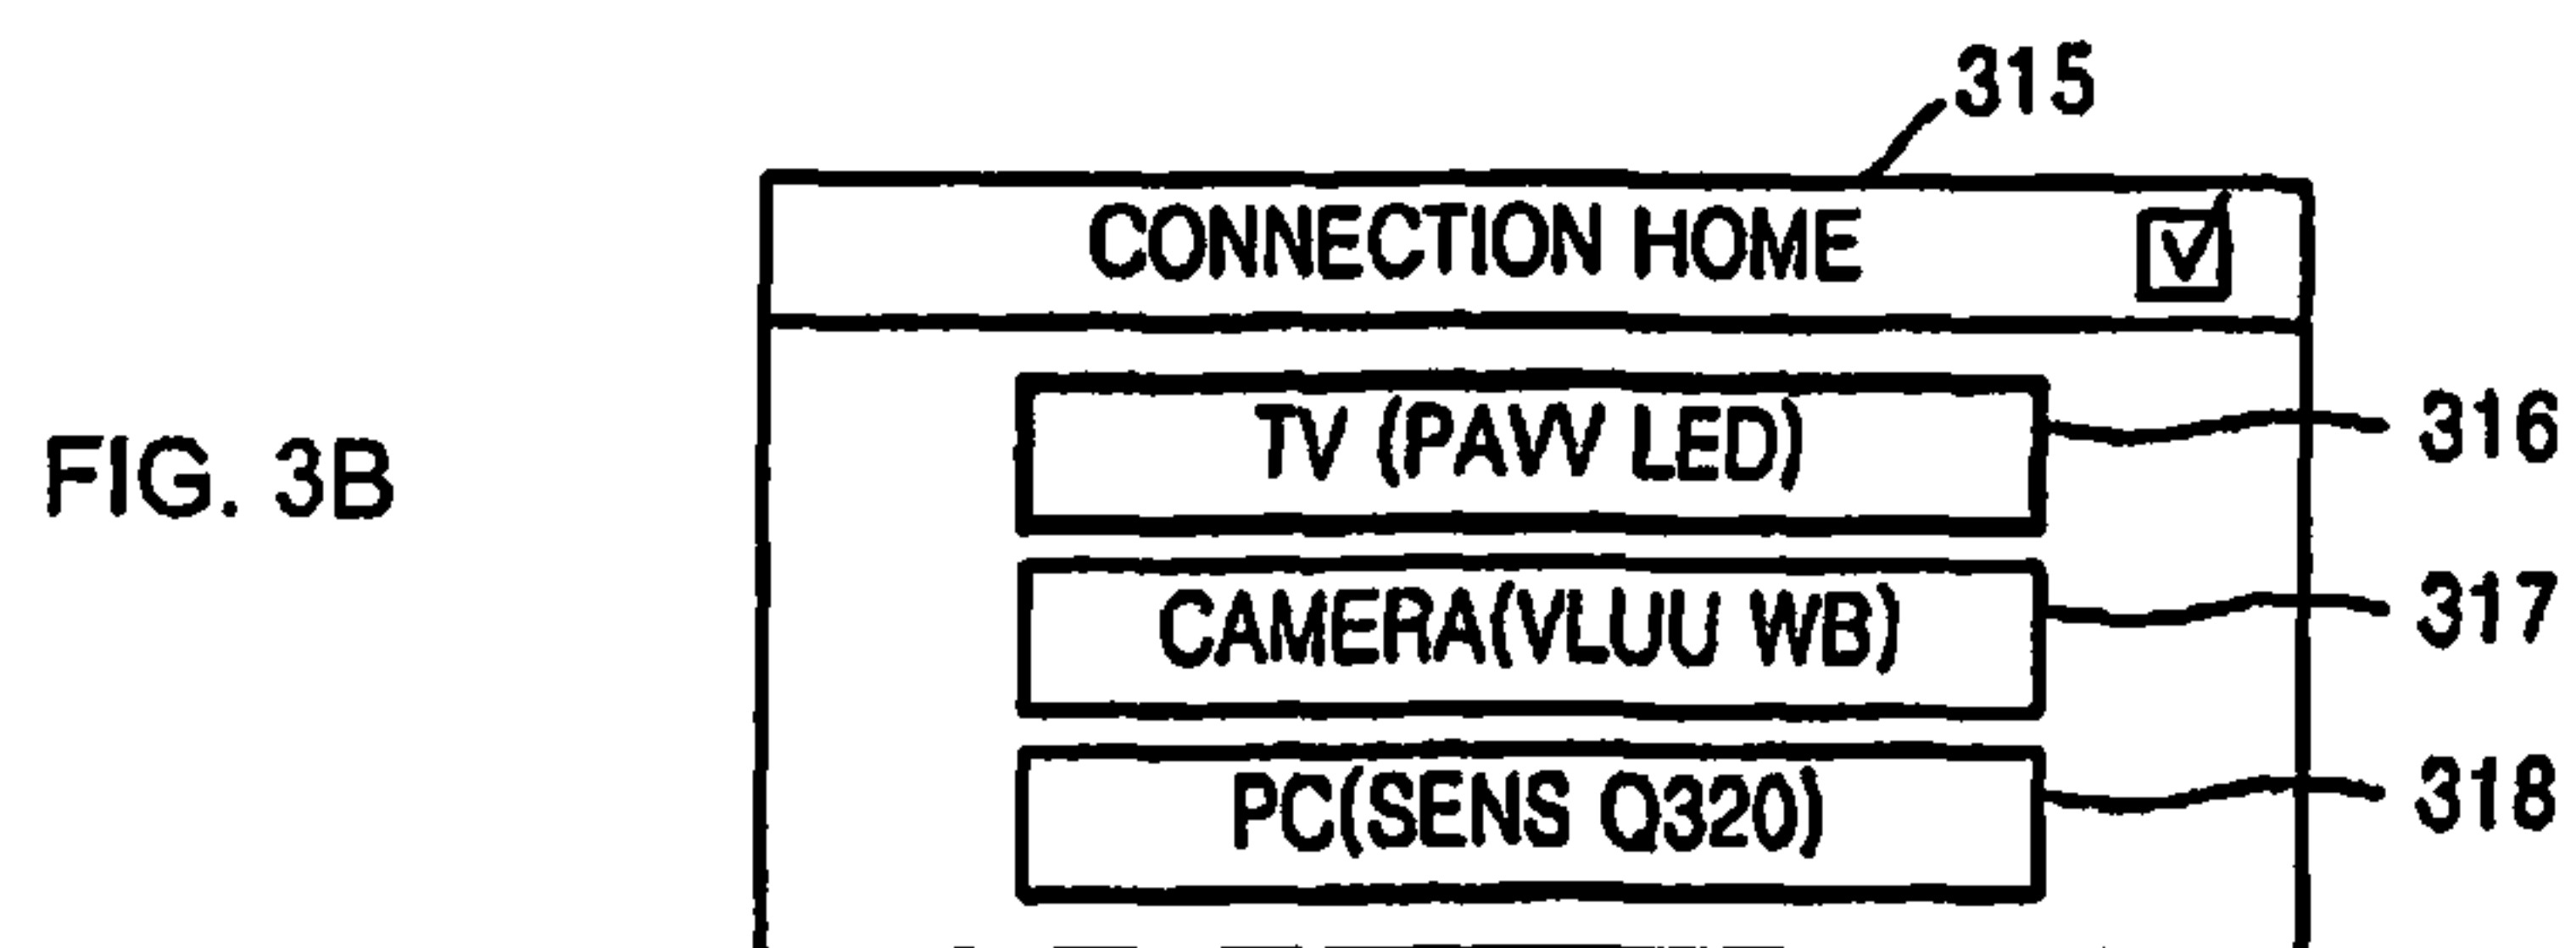 315
CONNECTION HOME
TV (PAVV LED)
316
FIG. 3B
CAMERA(VLUU WB)
317
PC(SENS Q320)
318